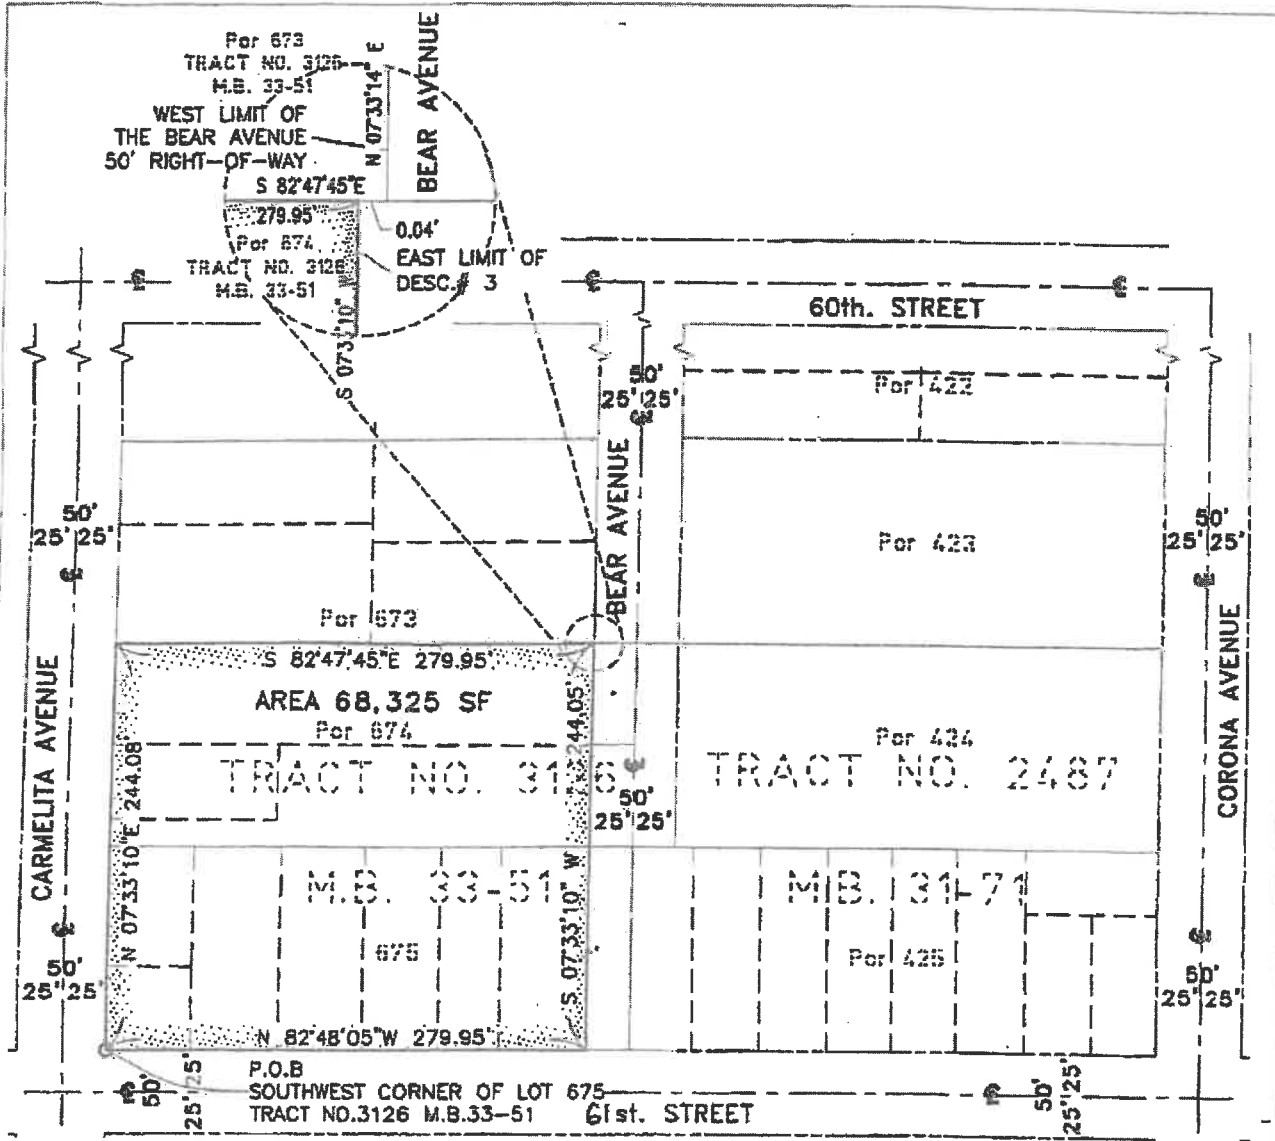 Por 673
TRACT NO. 3126
M.B. 33-51
WEST LIMIT OF
THE BEAR AVENUE
50' RIGHT-OF-WAY
N 07°33'14" E
BEAR AVENUE
S 82°47'45"E
279.95'
0.04'
Por 674
TRACT NO. 3126
M.B. 33-51
EAST LIMIT OF
DESC.# 3
S 07°33'10" W
60th. STREET
50'
25' 25'
Por 422
BEAR AVENUE
50'
25' 25'
Por 423
50'
25' 25'
Por 673
S 82°47'45"E 279.95'
AREA 68,325 SF
Por 674
TRACT NO. 3126
Por 424
TRACT NO. 2487
CARMELITA AVENUE
N 07°33'10"E 244.08'
S 07°33'10" W 244.05'
50'
25' 25'
CORONA AVENUE
M.B. 33-51
M.B. 31-71
675
Por 425
50'
25' 25'
50'
25' 25'
N 82°48'05"W 279.95'
P.O.B
SOUTHWEST CORNER OF LOT 675
TRACT NO.3126 M.B.33-51
61st. STREET
50'
25' 25'
50'
25' 25'